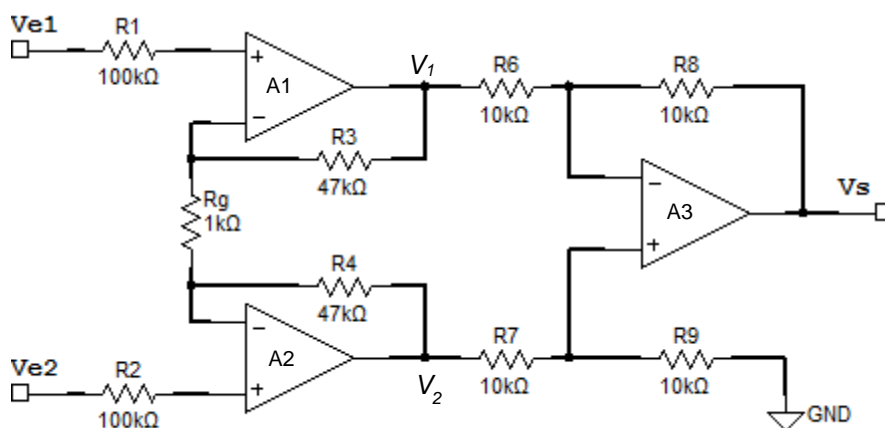 Ve1
R1
100kΩ
+
A1
−
V1
R6
10kΩ
R8
10kΩ
R3
47kΩ
Rg
1kΩ
−
A3
+
Vs
R4
47kΩ
−
A2
+
Ve2
R2
100kΩ
V2
R7
10kΩ
R9
10kΩ
GND